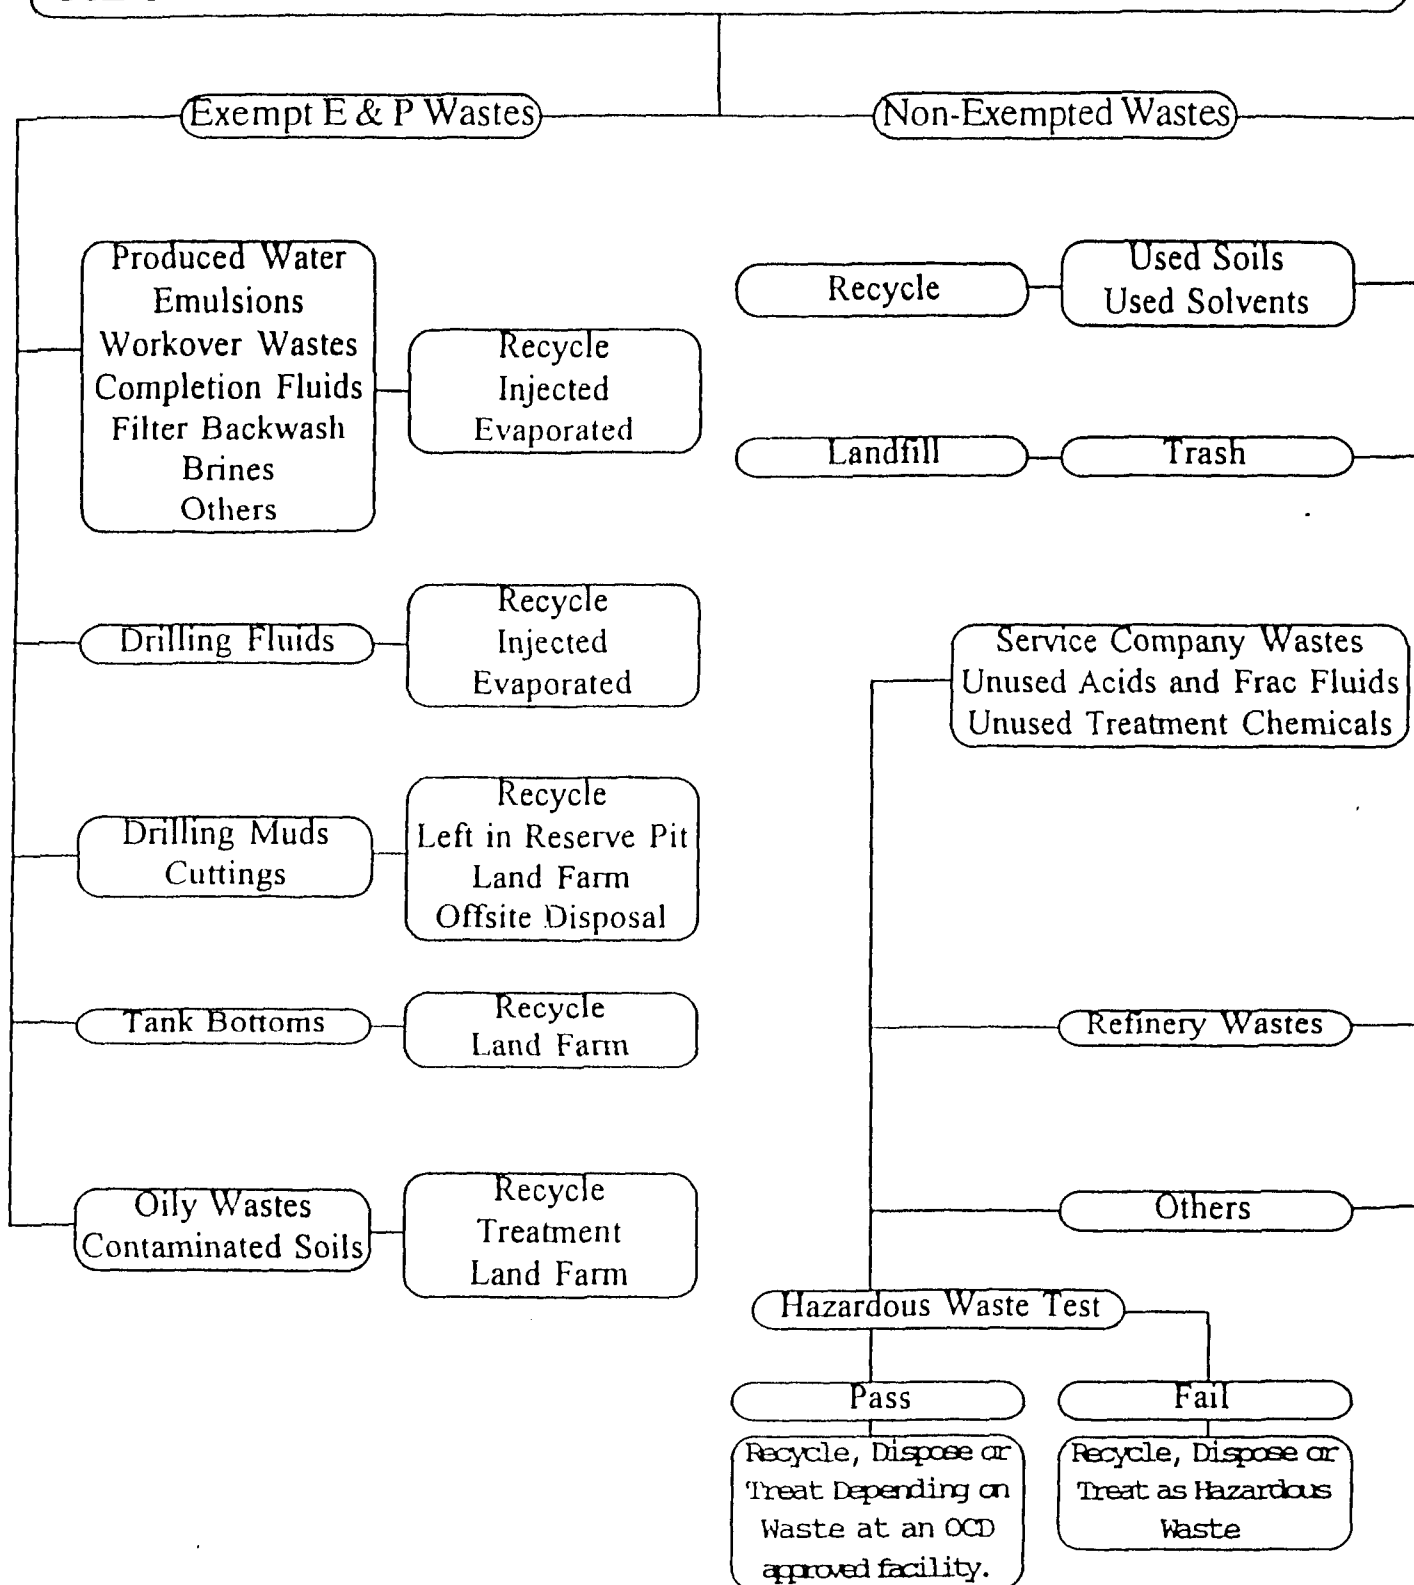 Exempt E & P Wastes
Non-Exempted Wastes
Produced Water
Emulsions
Workover Wastes
Completion Fluids
Filter Backwash
Brines
Others
Recycle
Injected
Evaporated
Drilling Fluids
Recycle
Injected
Evaporated
Drilling Muds
Cuttings
Recycle
Left in Reserve Pit
Land Farm
Offsite Disposal
Tank Bottoms
Recycle
Land Farm
Oily Wastes
Contaminated Soils
Recycle
Treatment
Land Farm
Recycle
Used Soils
Used Solvents
Landfill
Trash
Service Company Wastes
Unused Acids and Frac Fluids
Unused Treatment Chemicals
Refinery Wastes
Others
Hazardous Waste Test
Pass
Recycle, Dispose or
Treat Depending on
Waste at an OCD
approved facility.
Fail
Recycle, Dispose or
Treat as Hazardous
Waste